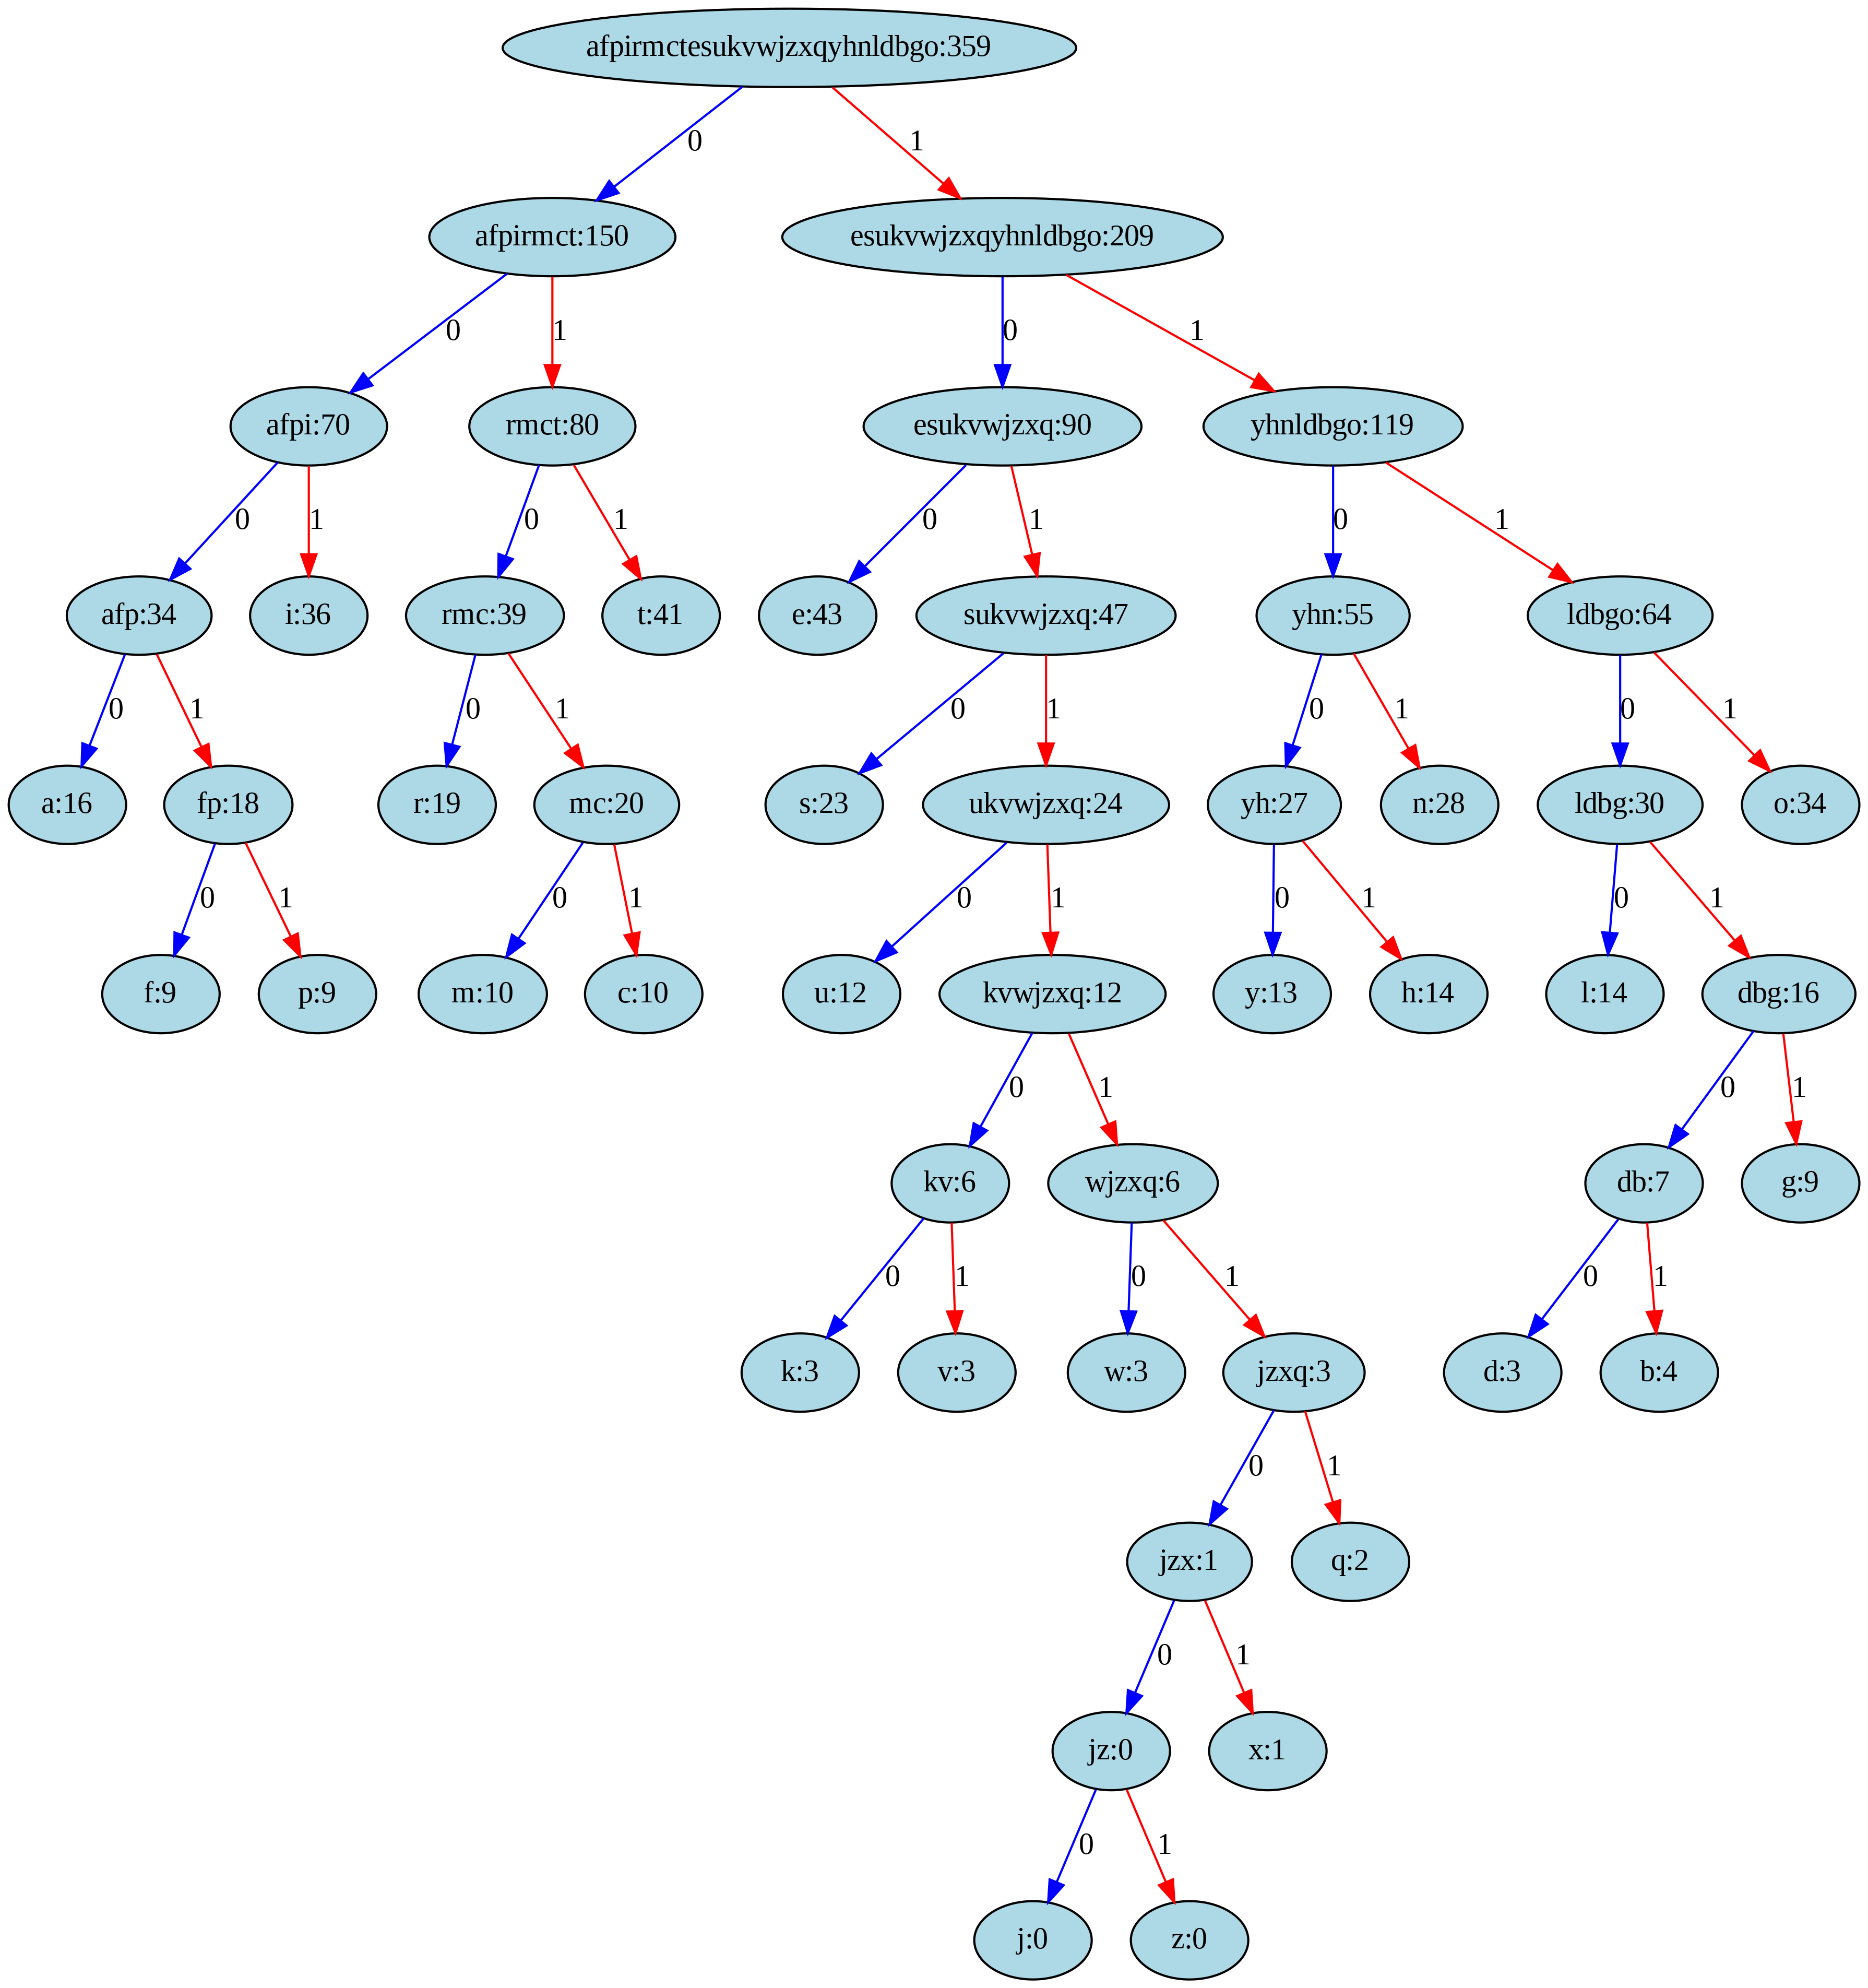 afpirmctesukvwjzxqyhnldbgo:359
0 1
afpirmct:150 esukvwjzxqyhnldbgo:209
0 1 0 1
afpi:70 rmct:80 esukvwjzxq:90 yhnldbgo:119
0 1 0 1 0 1 0 1
afp:34 i:36 rmc:39 t:41 e:43 sukvwjzxq:47 yhn:55 ldbgo:64
0 1 0 1 0 1 0 1 0 1
a:16 fp:18 r:19 mc:20 s:23 ukvwjzxq:24 yh:27 n:28 ldbg:30 o:34
0 1 0 1 0 1 0 1 0 1
f:9 p:9 m:10 c:10 u:12 kvwjzxq:12 y:13 h:14 l:14 dbg:16
0 1 0 1
kv:6 wjzxq:6 db:7 g:9
0 1 0 1 0 1
k:3 v:3 w:3 jzxq:3 d:3 b:4
0 1
jzx:1 q:2
0 1
jz:0 x:1
0 1
j:0 z:0